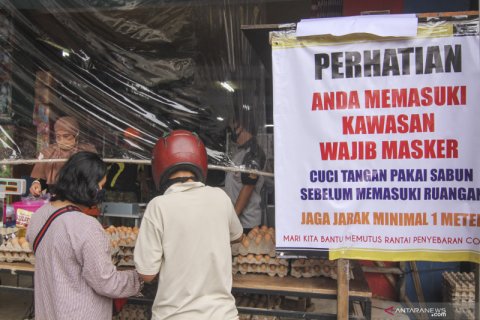 PERHATIAN
ANDA MEMASUKI
KAWASAN
WAJIB MASKER
CUCI TANGAN PAKAI SABUN
SEBELUM MEMASUKI RUANGAN
JAGA JARAK MINIMAL 1 METER
MARI KITA BANTU MEMUTUS RANTAI PENYEBARAN CO
ANTARANEWS